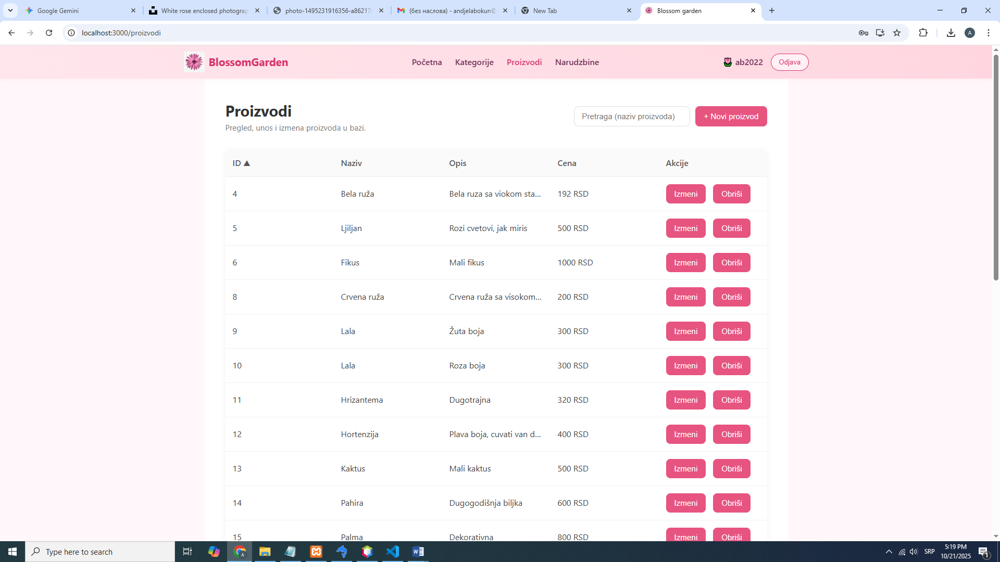 Google Gemini
White rose enclosed photograp
photo-1495231916356-a86217
(без наслова) - andjelabokun@
New Tab
Blossom garden
localhost:3000/proizvodi
A
BlossomGarden
Početna
Kategorije
Proizvodi
Narudzbine
ab2022
Odjava
Proizvodi
Pregled, unos i izmena proizvoda u bazi.
Pretraga (naziv proizvoda)
+ Novi proizvod
ID ▲ Naziv Opis Cena Akcije
4 Bela ruža Bela ruza sa viokom sta... 192 RSD Izmeni Obriši
5 Ljiljan Rozi cvetovi, jak miris 500 RSD Izmeni Obriši
6 Fikus Mali fikus 1000 RSD Izmeni Obriši
8 Crvena ruža Crvena ruža sa visokom... 200 RSD Izmeni Obriši
9 Lala Žuta boja 300 RSD Izmeni Obriši
10 Lala Roza boja 300 RSD Izmeni Obriši
11 Hrizantema Dugotrajna 320 RSD Izmeni Obriši
12 Hortenzija Plava boja, cuvati van d... 400 RSD Izmeni Obriši
13 Kaktus Mali kaktus 500 RSD Izmeni Obriši
14 Pahira Dugogodišnja biljka 600 RSD Izmeni Obriši
15 Palma Dekorativna 800 RSD Izmeni Obriši
Type here to search
SRP
5:19 PM
10/21/2025
1